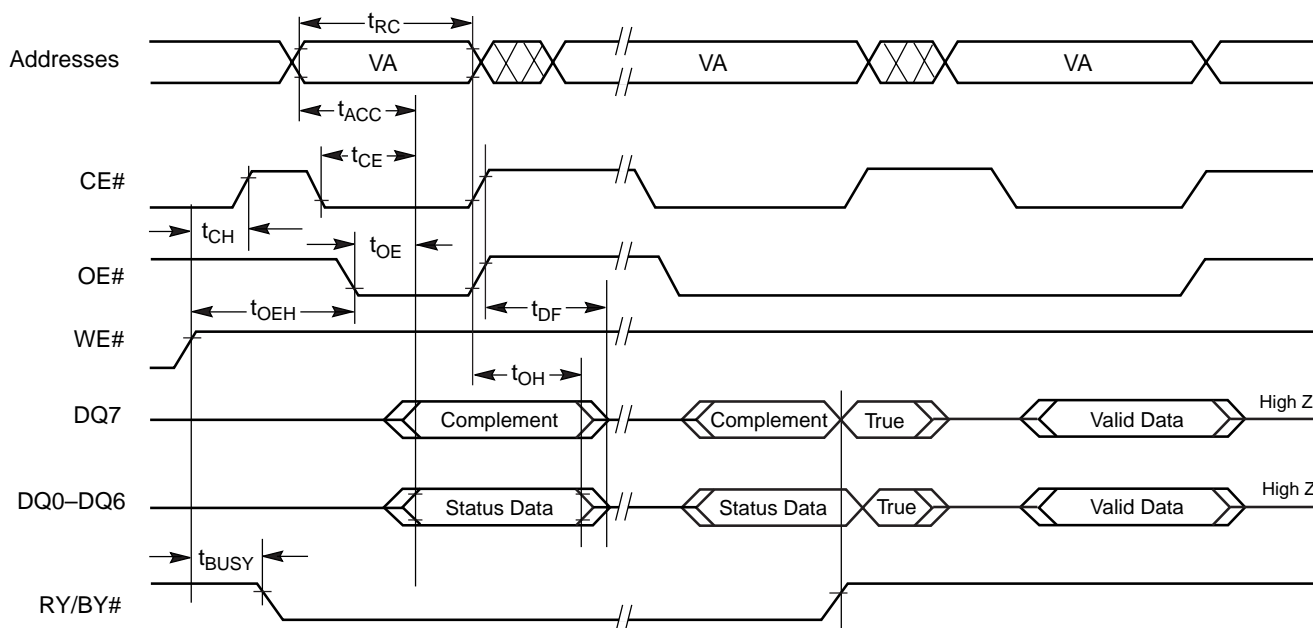 tRC
Addresses VA VA VA
tACC
tCE
CE#
tCH tOE
OE#
tOEH tDF
WE#
tOH
DQ7 Complement Complement True Valid Data High Z
DQ0–DQ6 Status Data Status Data True Valid Data High Z
tBUSY
RY/BY#